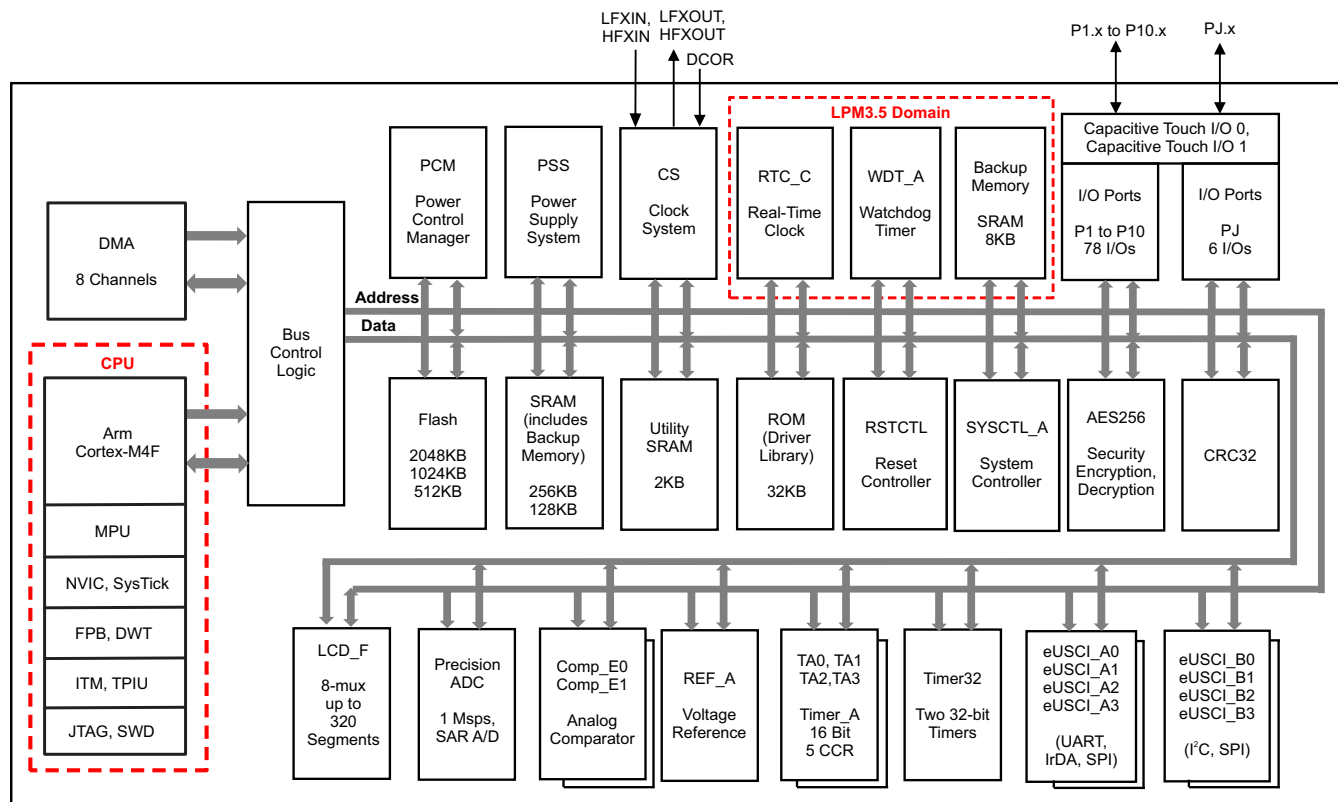 LFXIN,
HFXIN
LFXOUT,
HFXOUT
DCOR
P1.x to P10.x
PJ.x
LPM3.5 Domain
PCM
Power
Control
Manager
PSS
Power
Supply
System
CS
Clock
System
RTC_C
Real-Time
Clock
WDT_A
Watchdog
Timer
Backup
Memory
SRAM
8KB
Capacitive Touch I/O 0,
Capacitive Touch I/O 1
I/O Ports
P1 to P10
78 I/Os
I/O Ports
PJ
6 I/Os
DMA
8 Channels
Bus
Control
Logic
Address
Data
CPU
Arm
Cortex-M4F
MPU
NVIC, SysTick
FPB, DWT
ITM, TPIU
JTAG, SWD
Flash
2048KB
1024KB
512KB
SRAM
(includes
Backup
Memory)
256KB
128KB
Utility
SRAM
2KB
ROM
(Driver
Library)
32KB
RSTCTL
Reset
Controller
SYSCTL_A
System
Controller
AES256
Security
Encryption,
Decryption
CRC32
LCD_F
8-mux
up to
320
Segments
Precision
ADC
1 Msps,
SAR A/D
Comp_E0
Comp_E1
Analog
Comparator
REF_A
Voltage
Reference
TA0, TA1
TA2,TA3
Timer_A
16 Bit
5 CCR
Timer32
Two 32-bit
Timers
eUSCI_A0
eUSCI_A1
eUSCI_A2
eUSCI_A3
(UART,
IrDA, SPI)
eUSCI_B0
eUSCI_B1
eUSCI_B2
eUSCI_B3
(I²C, SPI)